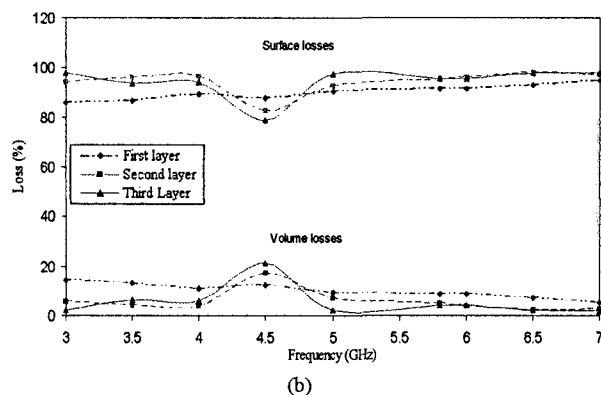 120
100
80
60
40
20
0
Loss (%)
Surface losses
First layer
Second layer
Third Layer
Volume losses
3 3.5 4 4.5 5 5.5 6 6.5 7
Frequency (GHz)
(b)